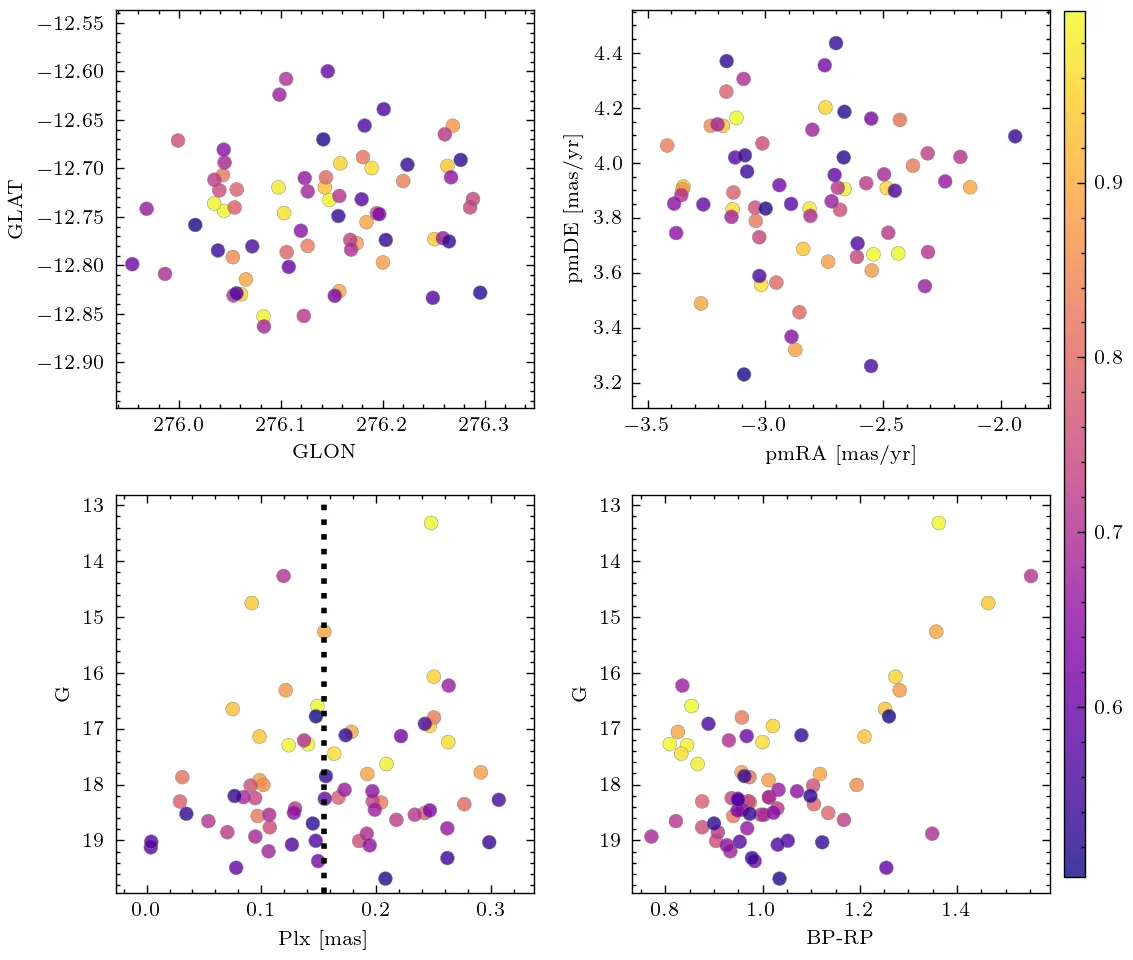 −12.55
−12.60
−12.65
−12.70
−12.75
−12.80
−12.85
−12.90
GLAT
276.0 276.1 276.2 276.3
GLON
4.4
4.2
4.0
3.8
3.6
3.4
3.2
pmDE [mas/yr]
−3.5 −3.0 −2.5 −2.0
pmRA [mas/yr]
0.9
0.8
0.7
0.6
13
14
15
16
17
18
19
G
0.0 0.1 0.2 0.3
Plx [mas]
13
14
15
16
17
18
19
G
0.8 1.0 1.2 1.4
BP-RP